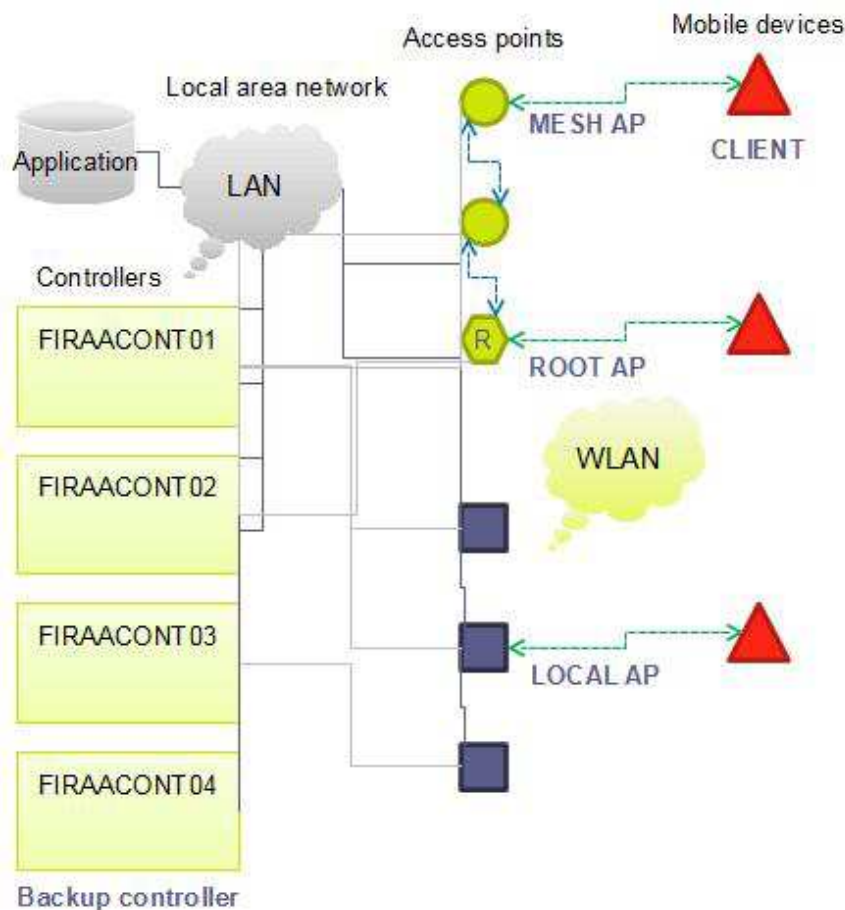 Mobile devices
Access points
Local area network
MESH AP
CLIENT
Application
LAN
Controllers
FIRAACONT01
R
ROOT AP
WLAN
FIRAACONT02
FIRAACONT03
LOCAL AP
FIRAACONT04
Backup controller